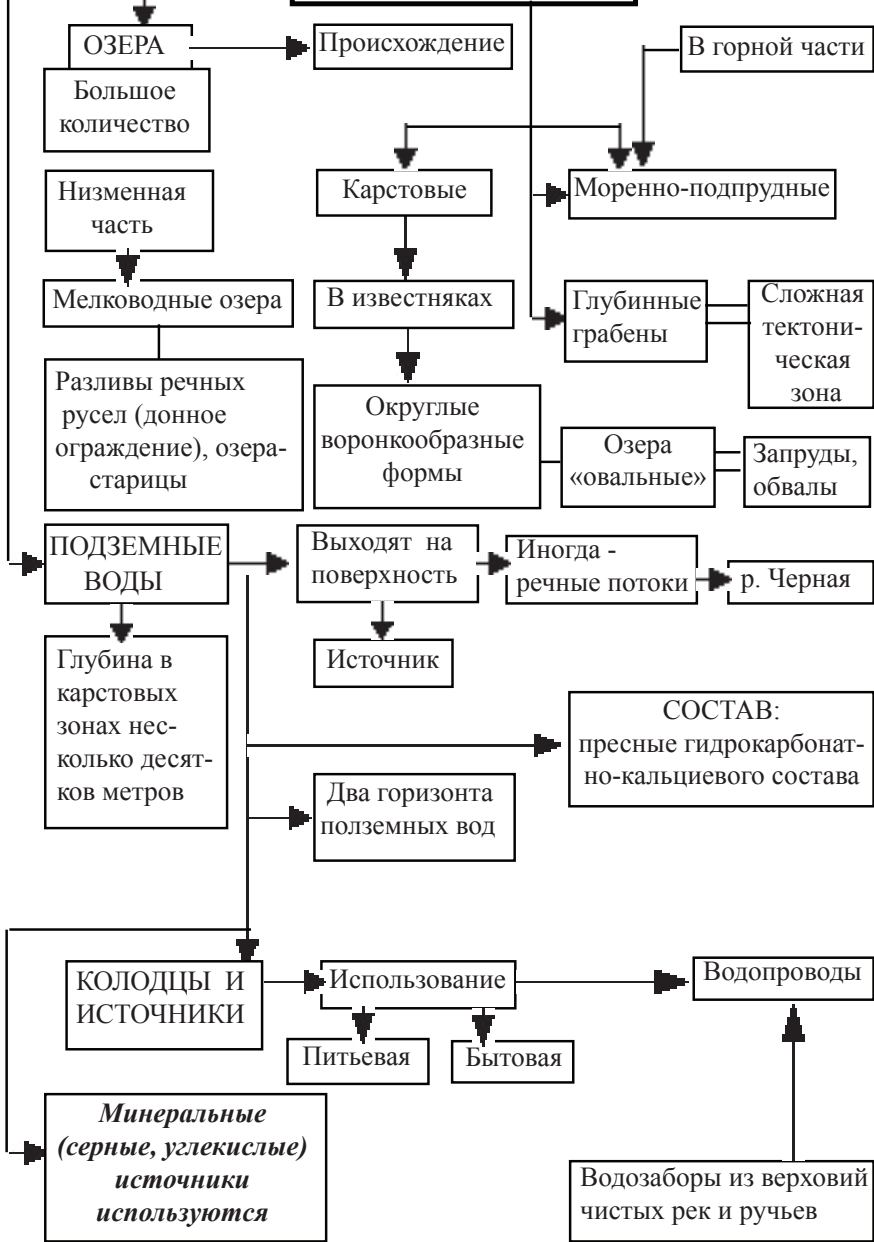 ОЗЕРА
Большое
количество
Происхождение
В горной части
Низменная
часть
Карстовые
Моренно-подпрудные
Мелководные озера
В известняках
Глубинные
грабены
Сложная
тектони-
ческая
зона
Разливы речных
русел (донное
ограждение), озера-
старицы
Округлые
воронкообразные
формы
Озера
«овальные»
Запруды,
обвалы
ПОДЗЕМНЫЕ
ВОДЫ
Выходят на
поверхность
Иногда -
речные потоки
р. Черная
Глубина в
карстовых
зонах нес-
колько десят-
ков метров
Источник
СОСТАВ:
пресные гидрокарбонат-
но-кальциевого состава
Два горизонта
полземных вод
КОЛОДЦЫ И
ИСТОЧНИКИ
Использование
Водопроводы
Питьевая
Бытовая
Минеральные
(серные, углекислые)
источники
используются
Водозаборы из верховий
чистых рек и ручьев